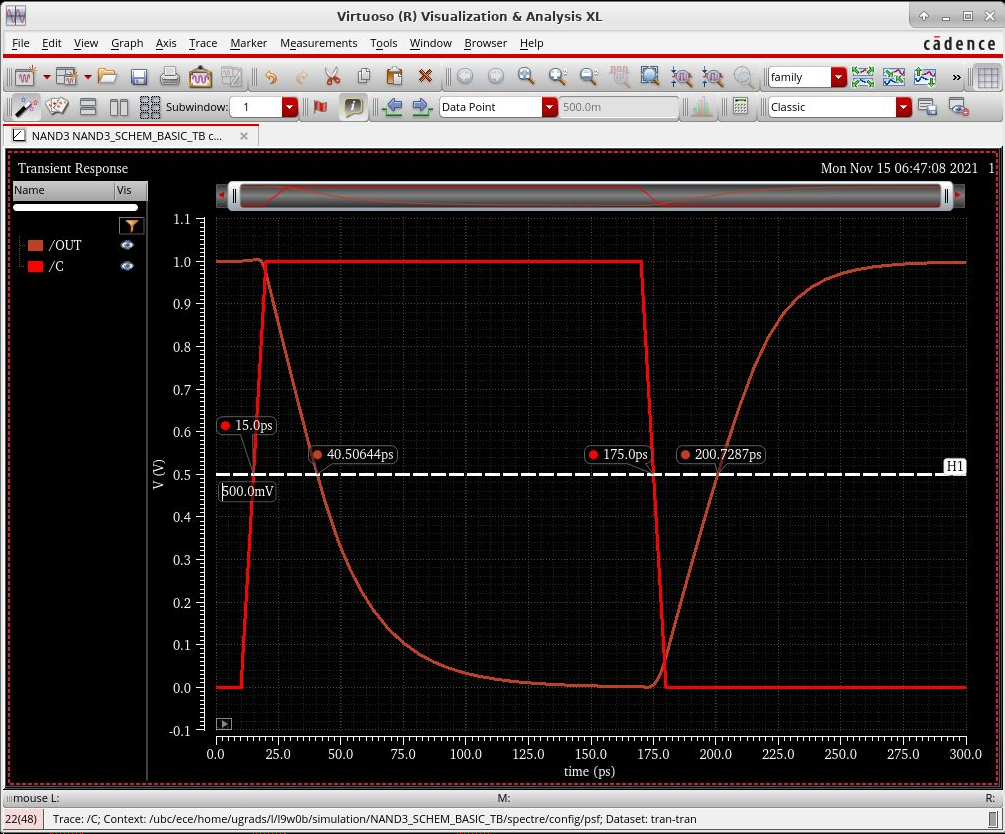 Virtuoso (R) Visualization & Analysis XL
File Edit View Graph Axis Trace Marker Measurements Tools Window Browser Help
cādence
family
»
Subwindow: 1
Data Point
500.0m
Classic
NAND3 NAND3_SCHEM_BASIC_TB c...
Transient Response
Mon Nov 15 06:47:08 2021 1
Name Vis
/OUT
/C
1.1
1.0
0.9
0.8
0.7
0.6
0.5
0.4
0.3
0.2
0.1
0.0
-0.1
V (V)
15.0ps
40.50644ps
175.0ps
200.7287ps
H1
500.0mV
0.0 25.0 50.0 75.0 100.0 125.0 150.0 175.0 200.0 225.0 250.0 275.0 300.0
time (ps)
mouse L: M: R:
22(48) Trace: /C; Context: /ubc/ece/home/ugrads/l/l9w0b/simulation/NAND3_SCHEM_BASIC_TB/spectre/config/psf; Dataset: tran-tran